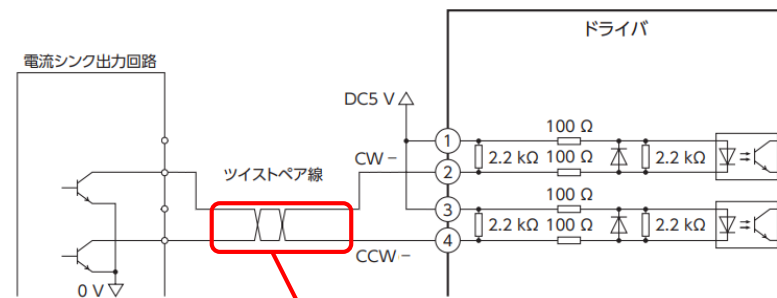 ドライバ
電流シンク出力回路
DC5 V
100 Ω
1
CW −
2.2 kΩ
100 Ω
2.2 kΩ
2
ツイストペア線
100 Ω
3
2.2 kΩ
100 Ω
2.2 kΩ
4
CCW −
0 V